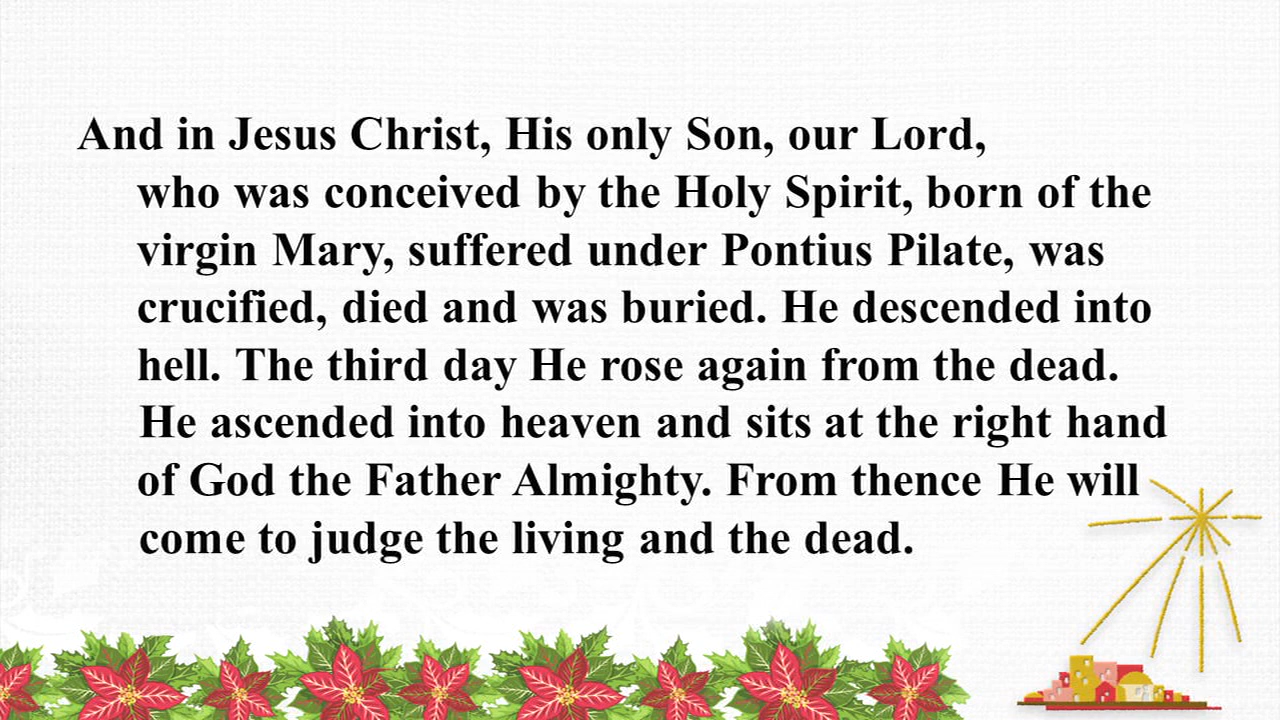 And in Jesus Christ, His only Son, our Lord,
who was conceived by the Holy Spirit, born of the
virgin Mary, suffered under Pontius Pilate, was
crucified, died and was buried. He descended into
hell. The third day He rose again from the dead.
He ascended into heaven and sits at the right hand
of God the Father Almighty. From thence He will
come to judge the living and the dead.